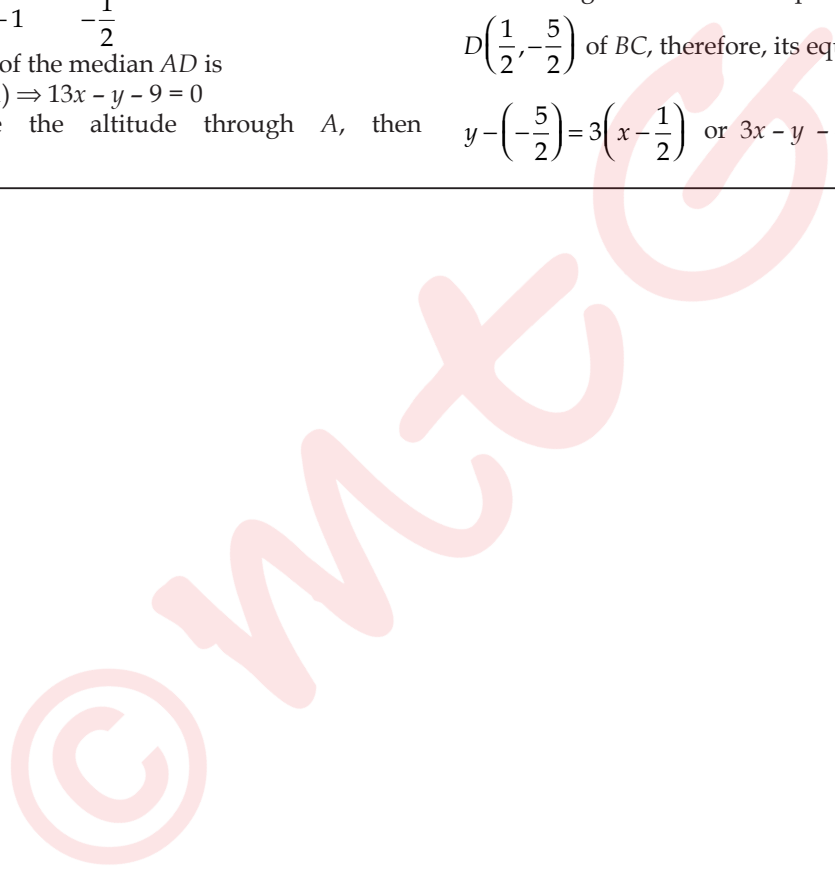 –1 –1/2
of the median AD is
) ⇒ 13x – y – 9 = 0
the altitude through A, then
D(1/2, –5/2) of BC, therefore, its
y – (–5/2) = 3(x – 1/2) or 3x – y –
© mtG